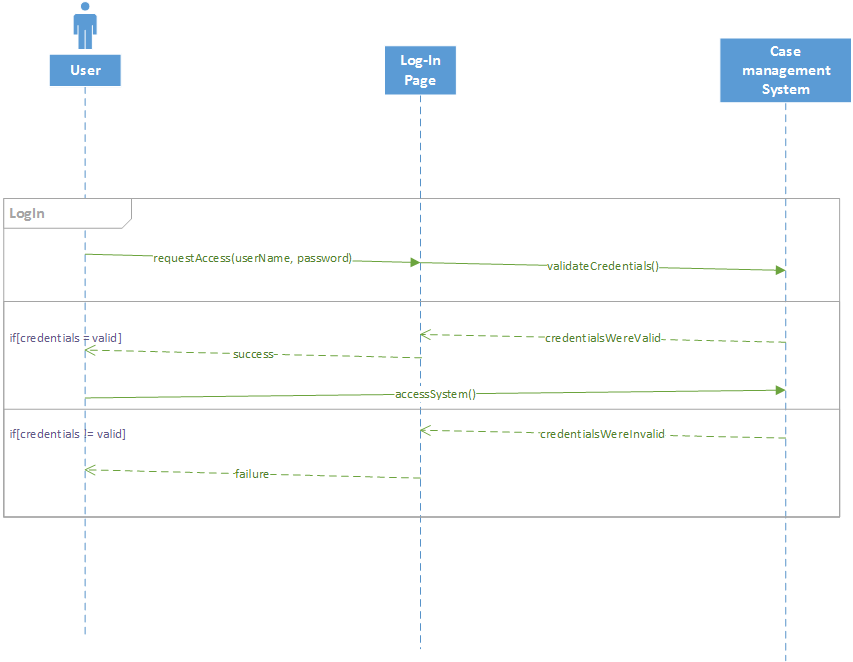 User
Log-In
Page
Case
management
System
LogIn
requestAccess(userName, password)
validateCredentials()
if[credentials = valid]
credentialsWereValid
success
accessSystem()
if[credentials != valid]
credentialsWereInvalid
failure